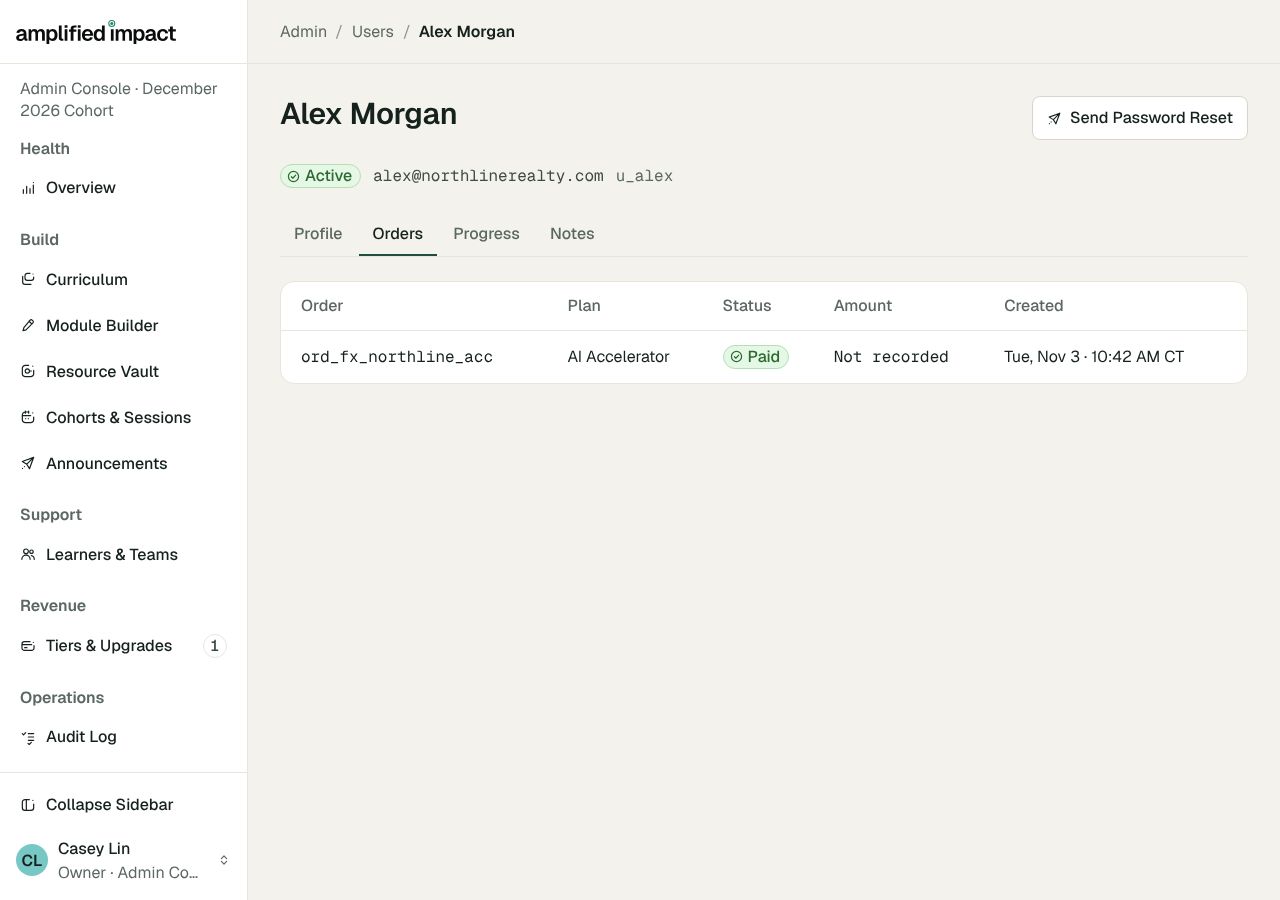 amplified impact
Admin / Users / Alex Morgan
Admin Console · December
2026 Cohort
Health
Overview
Build
Curriculum
Module Builder
Resource Vault
Cohorts & Sessions
Announcements
Support
Learners & Teams
Revenue
Tiers & Upgrades 1
Operations
Audit Log
Collapse Sidebar
CL
Casey Lin
Owner · Admin Co...
Alex Morgan
Send Password Reset
Active alex@northlinerealty.com u_alex
Profile Orders Progress Notes
Order Plan Status Amount Created
ord_fx_northline_acc AI Accelerator Paid Not recorded Tue, Nov 3 · 10:42 AM CT